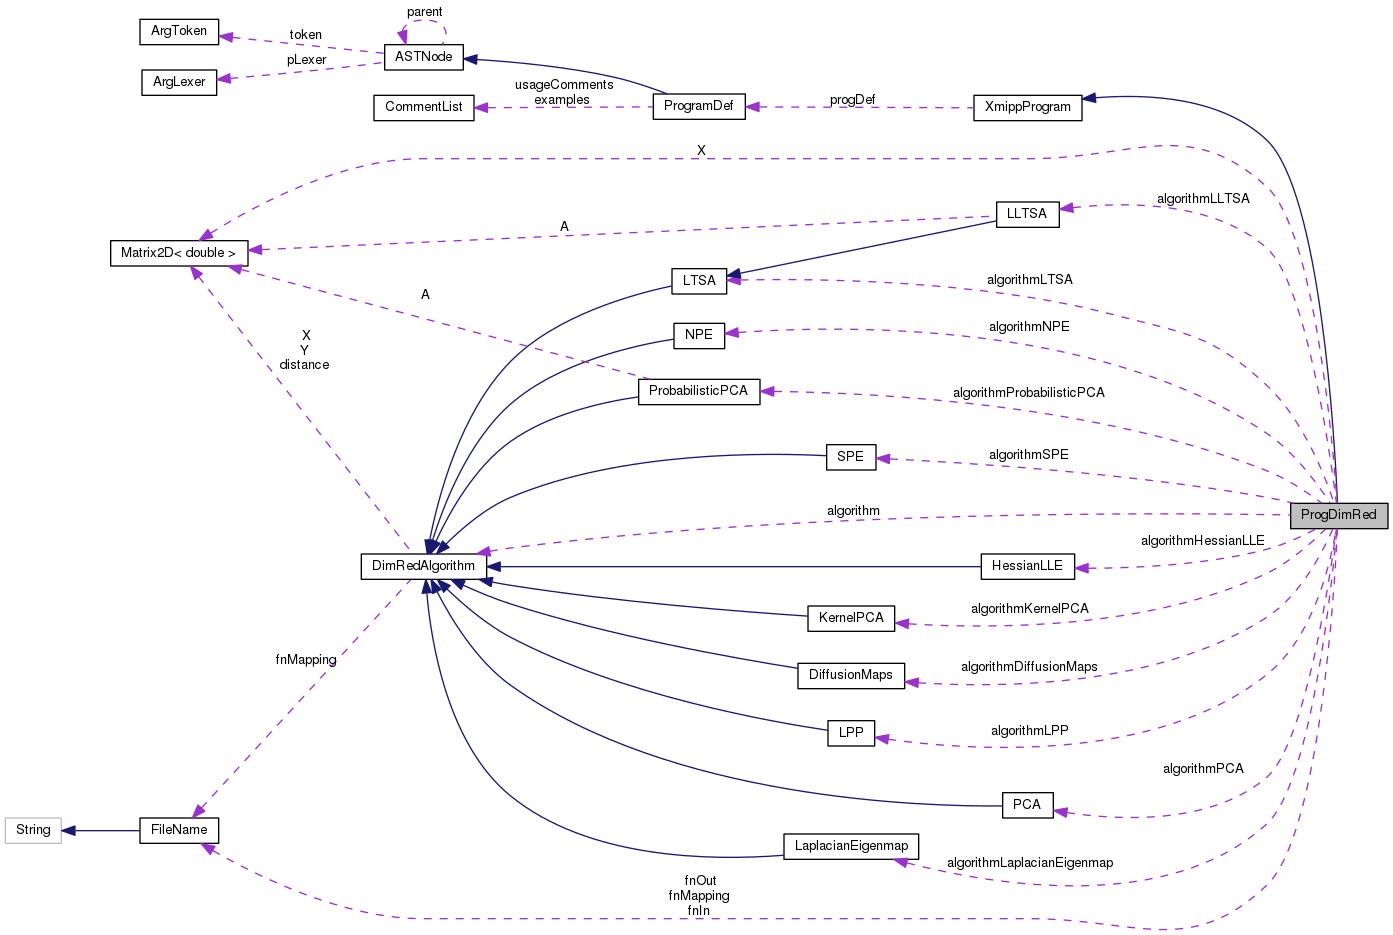 parent
ArgToken
token
ASTNode
pLexer
ArgLexer
usageComments
examples
CommentList
ProgramDef
progDef
XmippProgram
X
algorithmLLTSA
LLTSA
A
Matrix2D< double >
LTSA
algorithmLTSA
A
NPE
algorithmNPE
X
Y
distance
ProbabilisticPCA
algorithmProbabilisticPCA
SPE
algorithmSPE
algorithm
ProgDimRed
algorithmHessianLLE
DimRedAlgorithm
HessianLLE
KernelPCA
algorithmKernelPCA
fnMapping
DiffusionMaps
algorithmDiffusionMaps
LPP
algorithmLPP
algorithmPCA
PCA
String
FileName
LaplacianEigenmap
algorithmLaplacianEigenmap
fnOut
fnMapping
fnIn